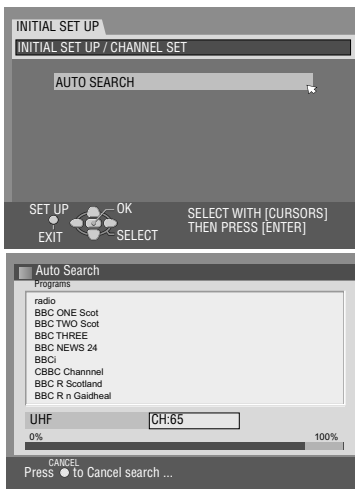 INITIAL SET UP
INITIAL SET UP / CHANNEL SET
AUTO SEARCH
SET UP
OK
EXIT
SELECT
SELECT WITH [CURSORS]
THEN PRESS [ENTER]
Auto Search
Programs
radio
BBC ONE Scot
BBC TWO Scot
BBC THREE
BBC NEWS 24
BBCi
CBBC Channnel
BBC R Scotland
BBC R n Gaidheal
UHF
CH:65
0%
100%
CANCEL
Press ● to Cancel search ...